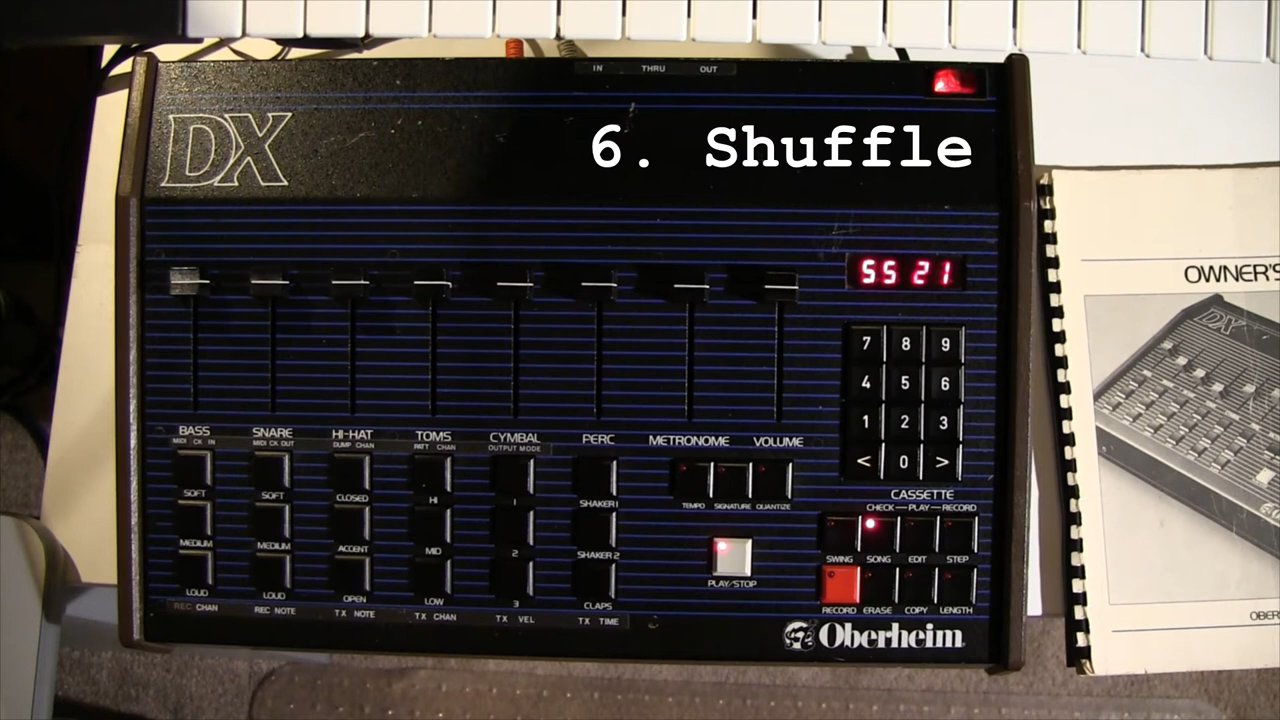 IN THRU OUT
DX
6. Shuffle
SS 21
OWNER'S
DX
7 8 9
4 5 6
1 2 3
< 0 >
BASS SNARE HI-HAT TOMS CYMBAL PERC METRONOME VOLUME
MIDI CK IN MIDI CK OUT DUMP CHAN PATT CHAN OUTPUT MODE
SOFT SOFT CLOSED HI 1 SHAKER 1
TEMPO SIGNATURE QUANTIZE
CASSETTE
CHECK — PLAY — RECORD
MEDIUM MEDIUM ACCENT MID 2 SHAKER 2
SWING SONG EDIT STEP
PLAY/STOP
LOUD LOUD OPEN LOW 3 CLAPS
RECORD ERASE COPY LENGTH
REC CHAN REC NOTE TX NOTE TX CHAN TX VEL TX TIME
Oberheim
OBER